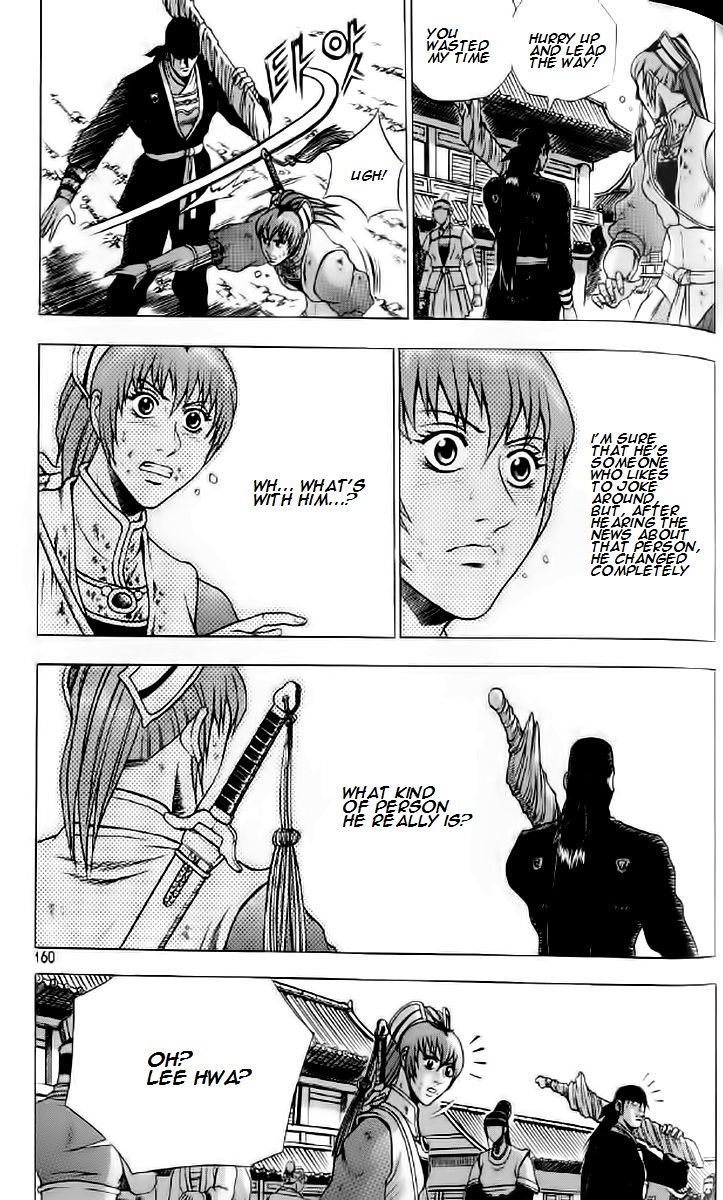 타앗
UGH!
YOU
WASTED
MY TIME
HURRY UP
AND LEAD
THE WAY!
WH... WHAT'S
WITH HIM...?
I'M SURE
THAT HE'S
SOMEONE
WHO LIKES
TO JOKE
AROUND,
BUT, AFTER
HEARING THE
NEWS ABOUT
THAT PERSON,
HE CHANGED
COMPLETELY
WHAT KIND
OF PERSON
HE REALLY IS?
160
OH?
LEE HWA?